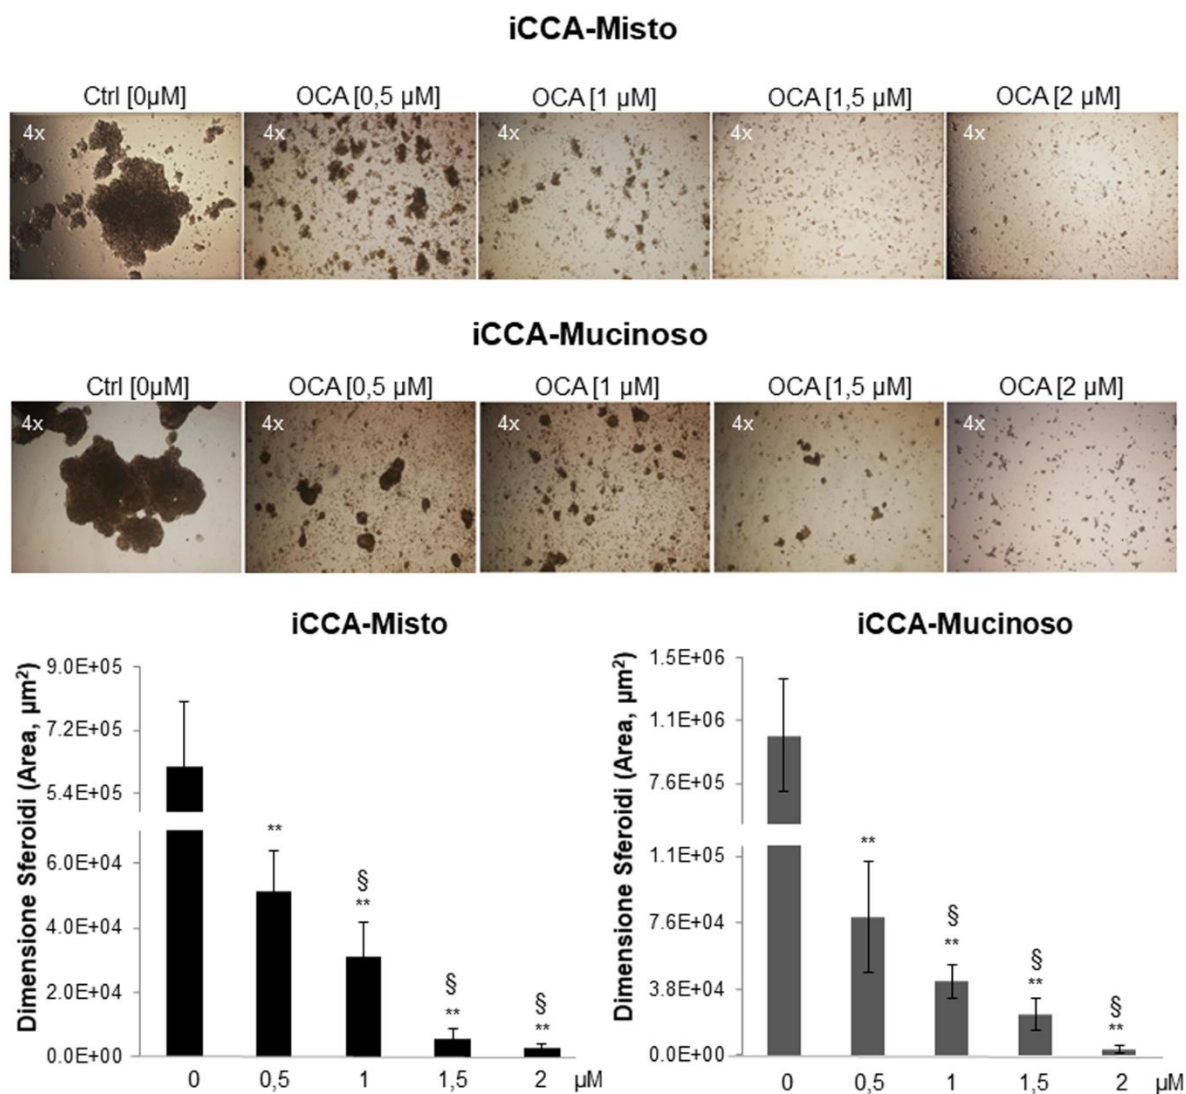 iCCA-Misto
Ctrl [0µM] OCA [0,5 µM] OCA [1 µM] OCA [1,5 µM] OCA [2 µM]
4x 4x 4x 4x 4x
iCCA-Mucinoso
Ctrl [0µM] OCA [0,5 µM] OCA [1 µM] OCA [1,5 µM] OCA [2 µM]
4x 4x 4x 4x 4x
iCCA-Misto
Dimensione Sferoidi (Area, µm²)
9.0E+05
7.2E+05
5.4E+05
6.0E+04
4.0E+04
2.0E+04
0.0E+00
**
§
**
§
**
§
**
0 0,5 1 1,5 2 µM
iCCA-Mucinoso
Dimensione Sferoidi (Area, µm²)
1.5E+06
1.1E+06
7.6E+05
1.1E+05
7.6E+04
3.8E+04
0.0E+00
**
§
**
§
**
§
**
0 0,5 1 1,5 2 µM